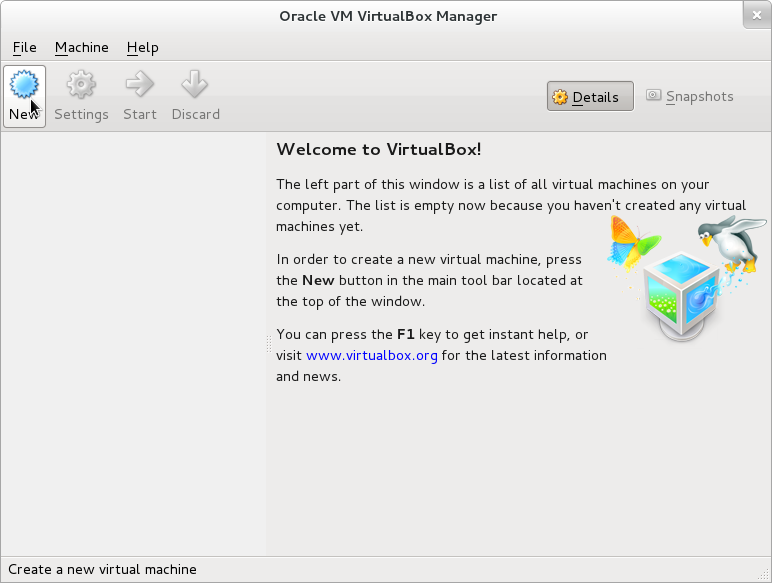 Oracle VM VirtualBox Manager
File Machine Help
New Settings Start Discard Details Snapshots
Welcome to VirtualBox!
The left part of this window is a list of all virtual machines on your
computer. The list is empty now because you haven't created any virtual
machines yet.
In order to create a new virtual machine, press
the New button in the main tool bar located at
the top of the window.
You can press the F1 key to get instant help, or
visit www.virtualbox.org for the latest information
and news.
Create a new virtual machine